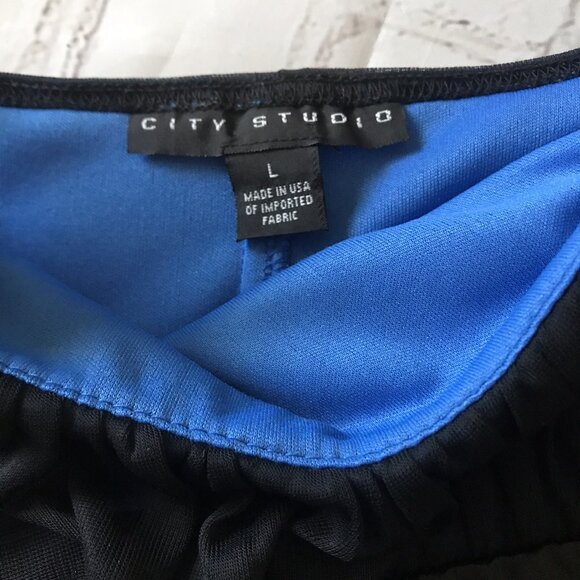 CITY STUDIO
L
MADE IN USA
OF IMPORTED
FABRIC